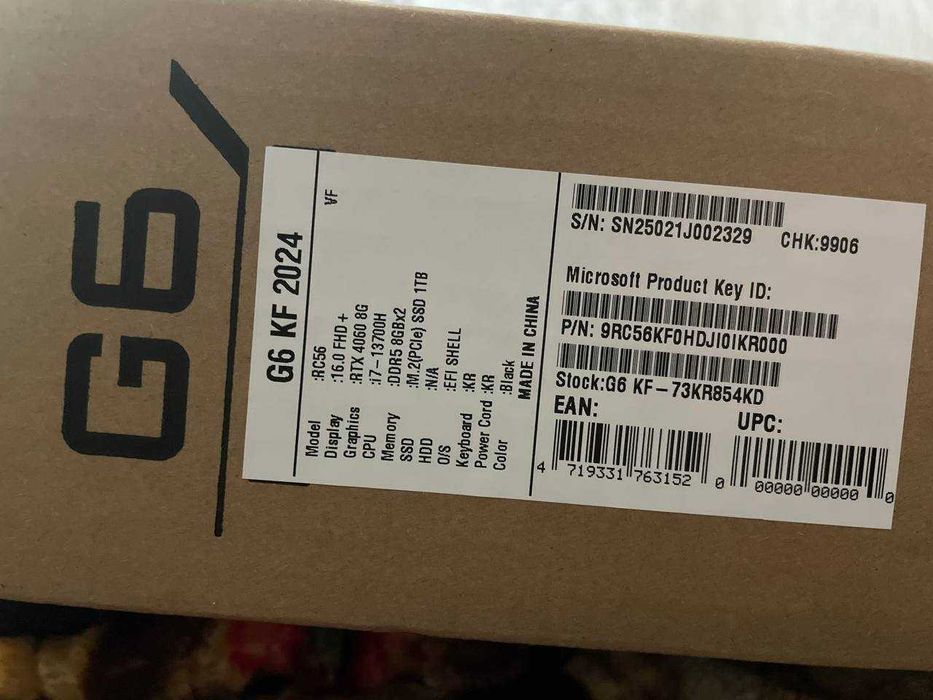 G6
G6 KF 2024
VF
Model :RC56
Display :16.0 FHD+
Graphics :RTX 4060 8G
CPU :i7-13700H
Memory :DDR5 8GBx2
SSD :M.2(PCIe) SSD 1TB
HDD :N/A
O/S :EFI SHELL
Keyboard :KR
Power Cord :KR
Color :Black
MADE IN CHINA
S/N: SN25021J002329 CHK:9906
Microsoft Product Key ID:
P/N: 9RC56KF0HDJI0IKR000
Stock:G6 KF-73KR854KD
EAN:
4 719331 763152
UPC:
0 00000 00000 0